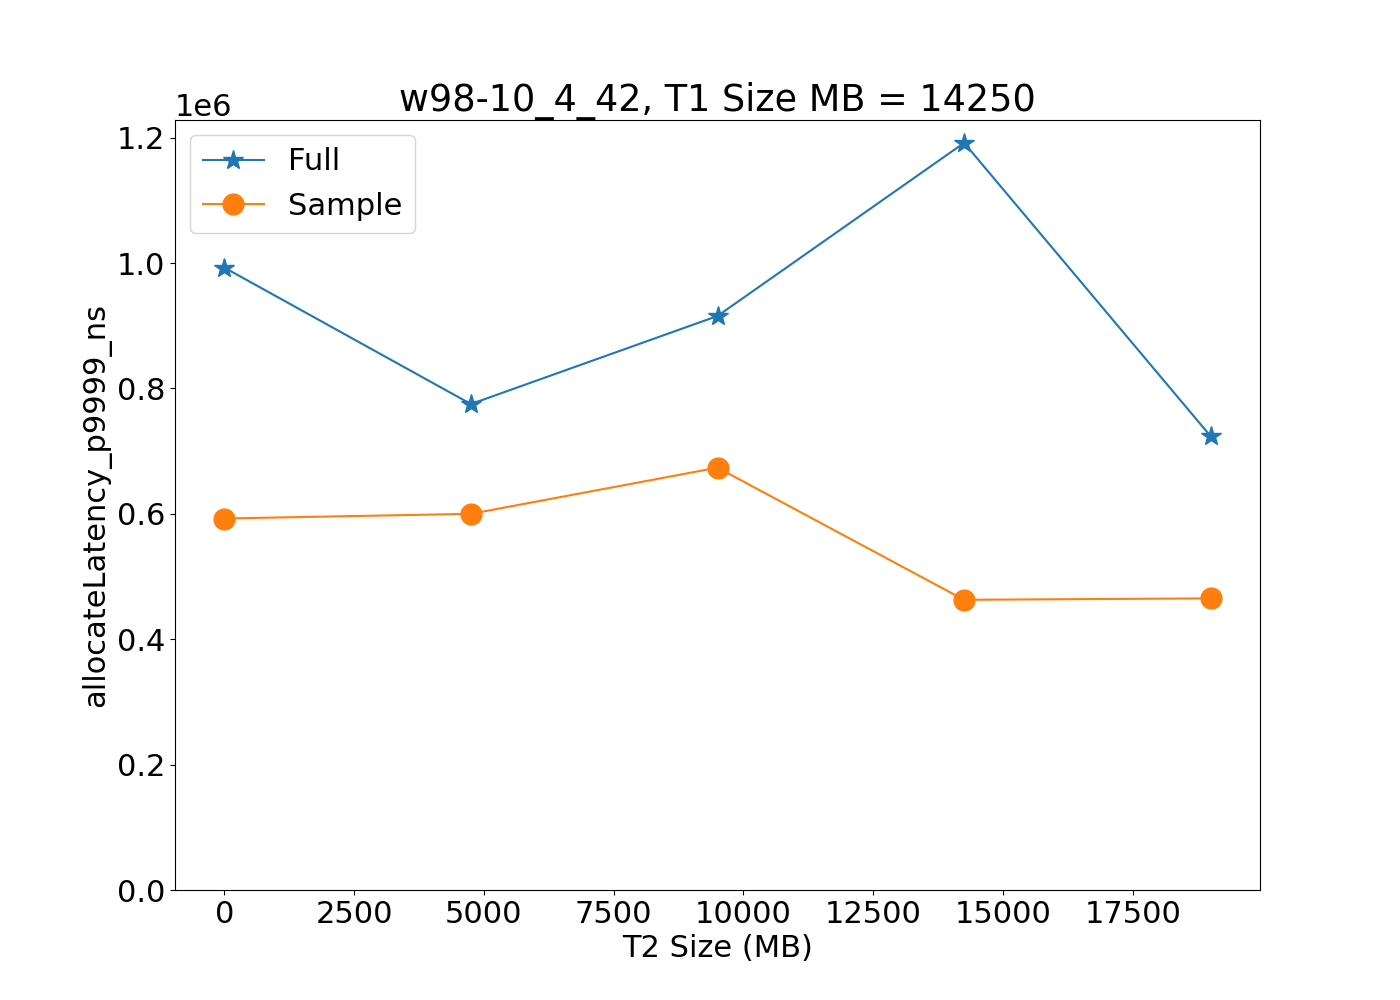 w98-10_4_42, T1 Size MB = 14250
1e6
Full
Sample
1.2
1.0
0.8
0.6
0.4
0.2
0.0
allocateLatency_p9999_ns
0 2500 5000 7500 10000 12500 15000 17500
T2 Size (MB)